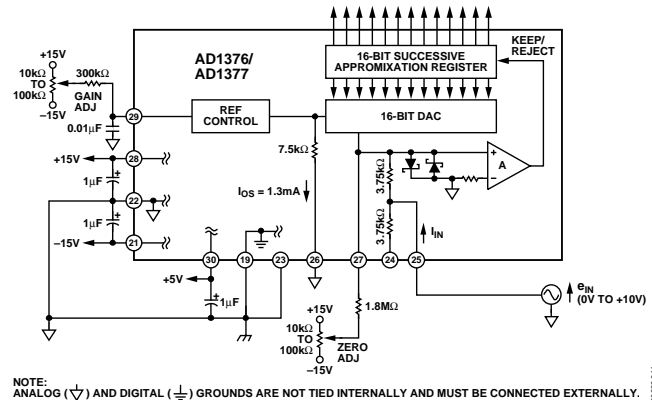 KEEP/
REJECT
AD1376/
AD1377
16-BIT SUCCESSIVE
APPROMIXATION REGISTER
+15V
10kΩ
TO
100kΩ
–15V
300kΩ
GAIN
ADJ
29
0.01μF
REF
CONTROL
16-BIT DAC
7.5kΩ
3.75kΩ
3.75kΩ
+
–
A
+15V
28
1μF
+
22
1μF
+
–15V
21
IOS = 1.3mA
IIN
30
19
23
26
27
24
25
+5V
+
1μF
1.8MΩ
+15V
10kΩ
TO
100kΩ
–15V
ZERO
ADJ
eIN
(0V TO +10V)
NOTE:
ANALOG ( ) AND DIGITAL ( ) GROUNDS ARE NOT TIED INTERNALLY AND MUST BE CONNECTED EXTERNALLY.